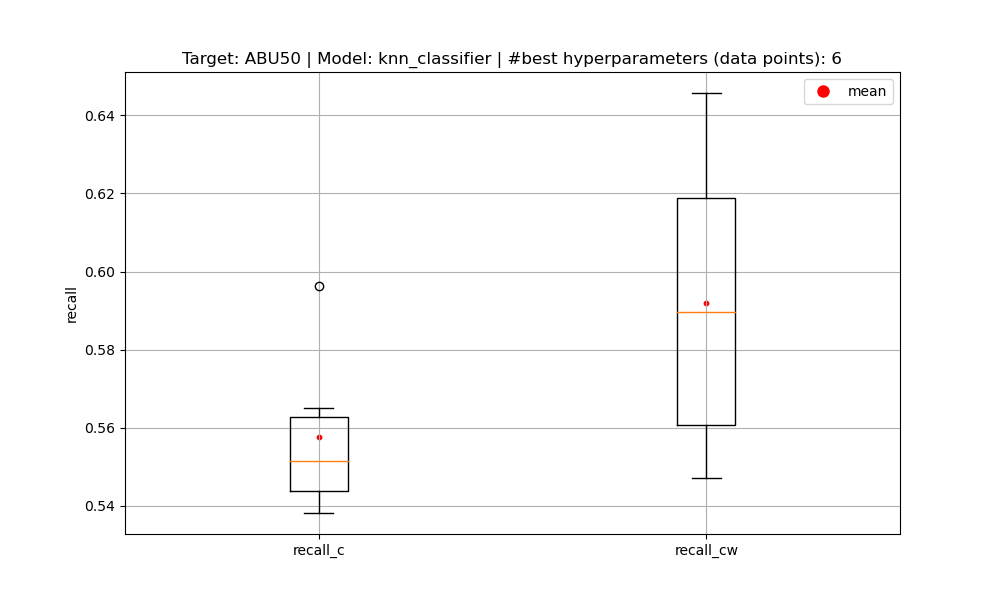 Target: ABU50 | Model: knn_classifier | #best hyperparameters (data points): 6
mean
0.64
0.62
0.60
0.58
0.56
0.54
recall
recall_c
recall_cw